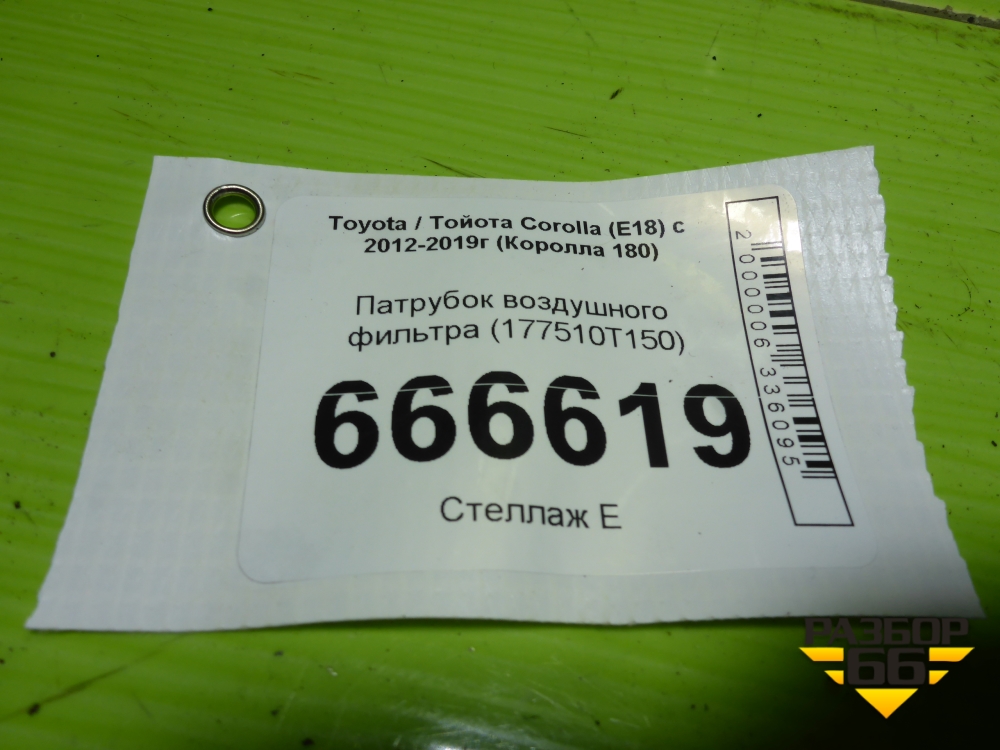 Toyota / Тойота Corolla (E18) с
2012-2019г (Королла 180)
Патрубок воздушного
фильтра (177510T150)
666619
Стеллаж Е
2000006336095
РАЗБОР
66